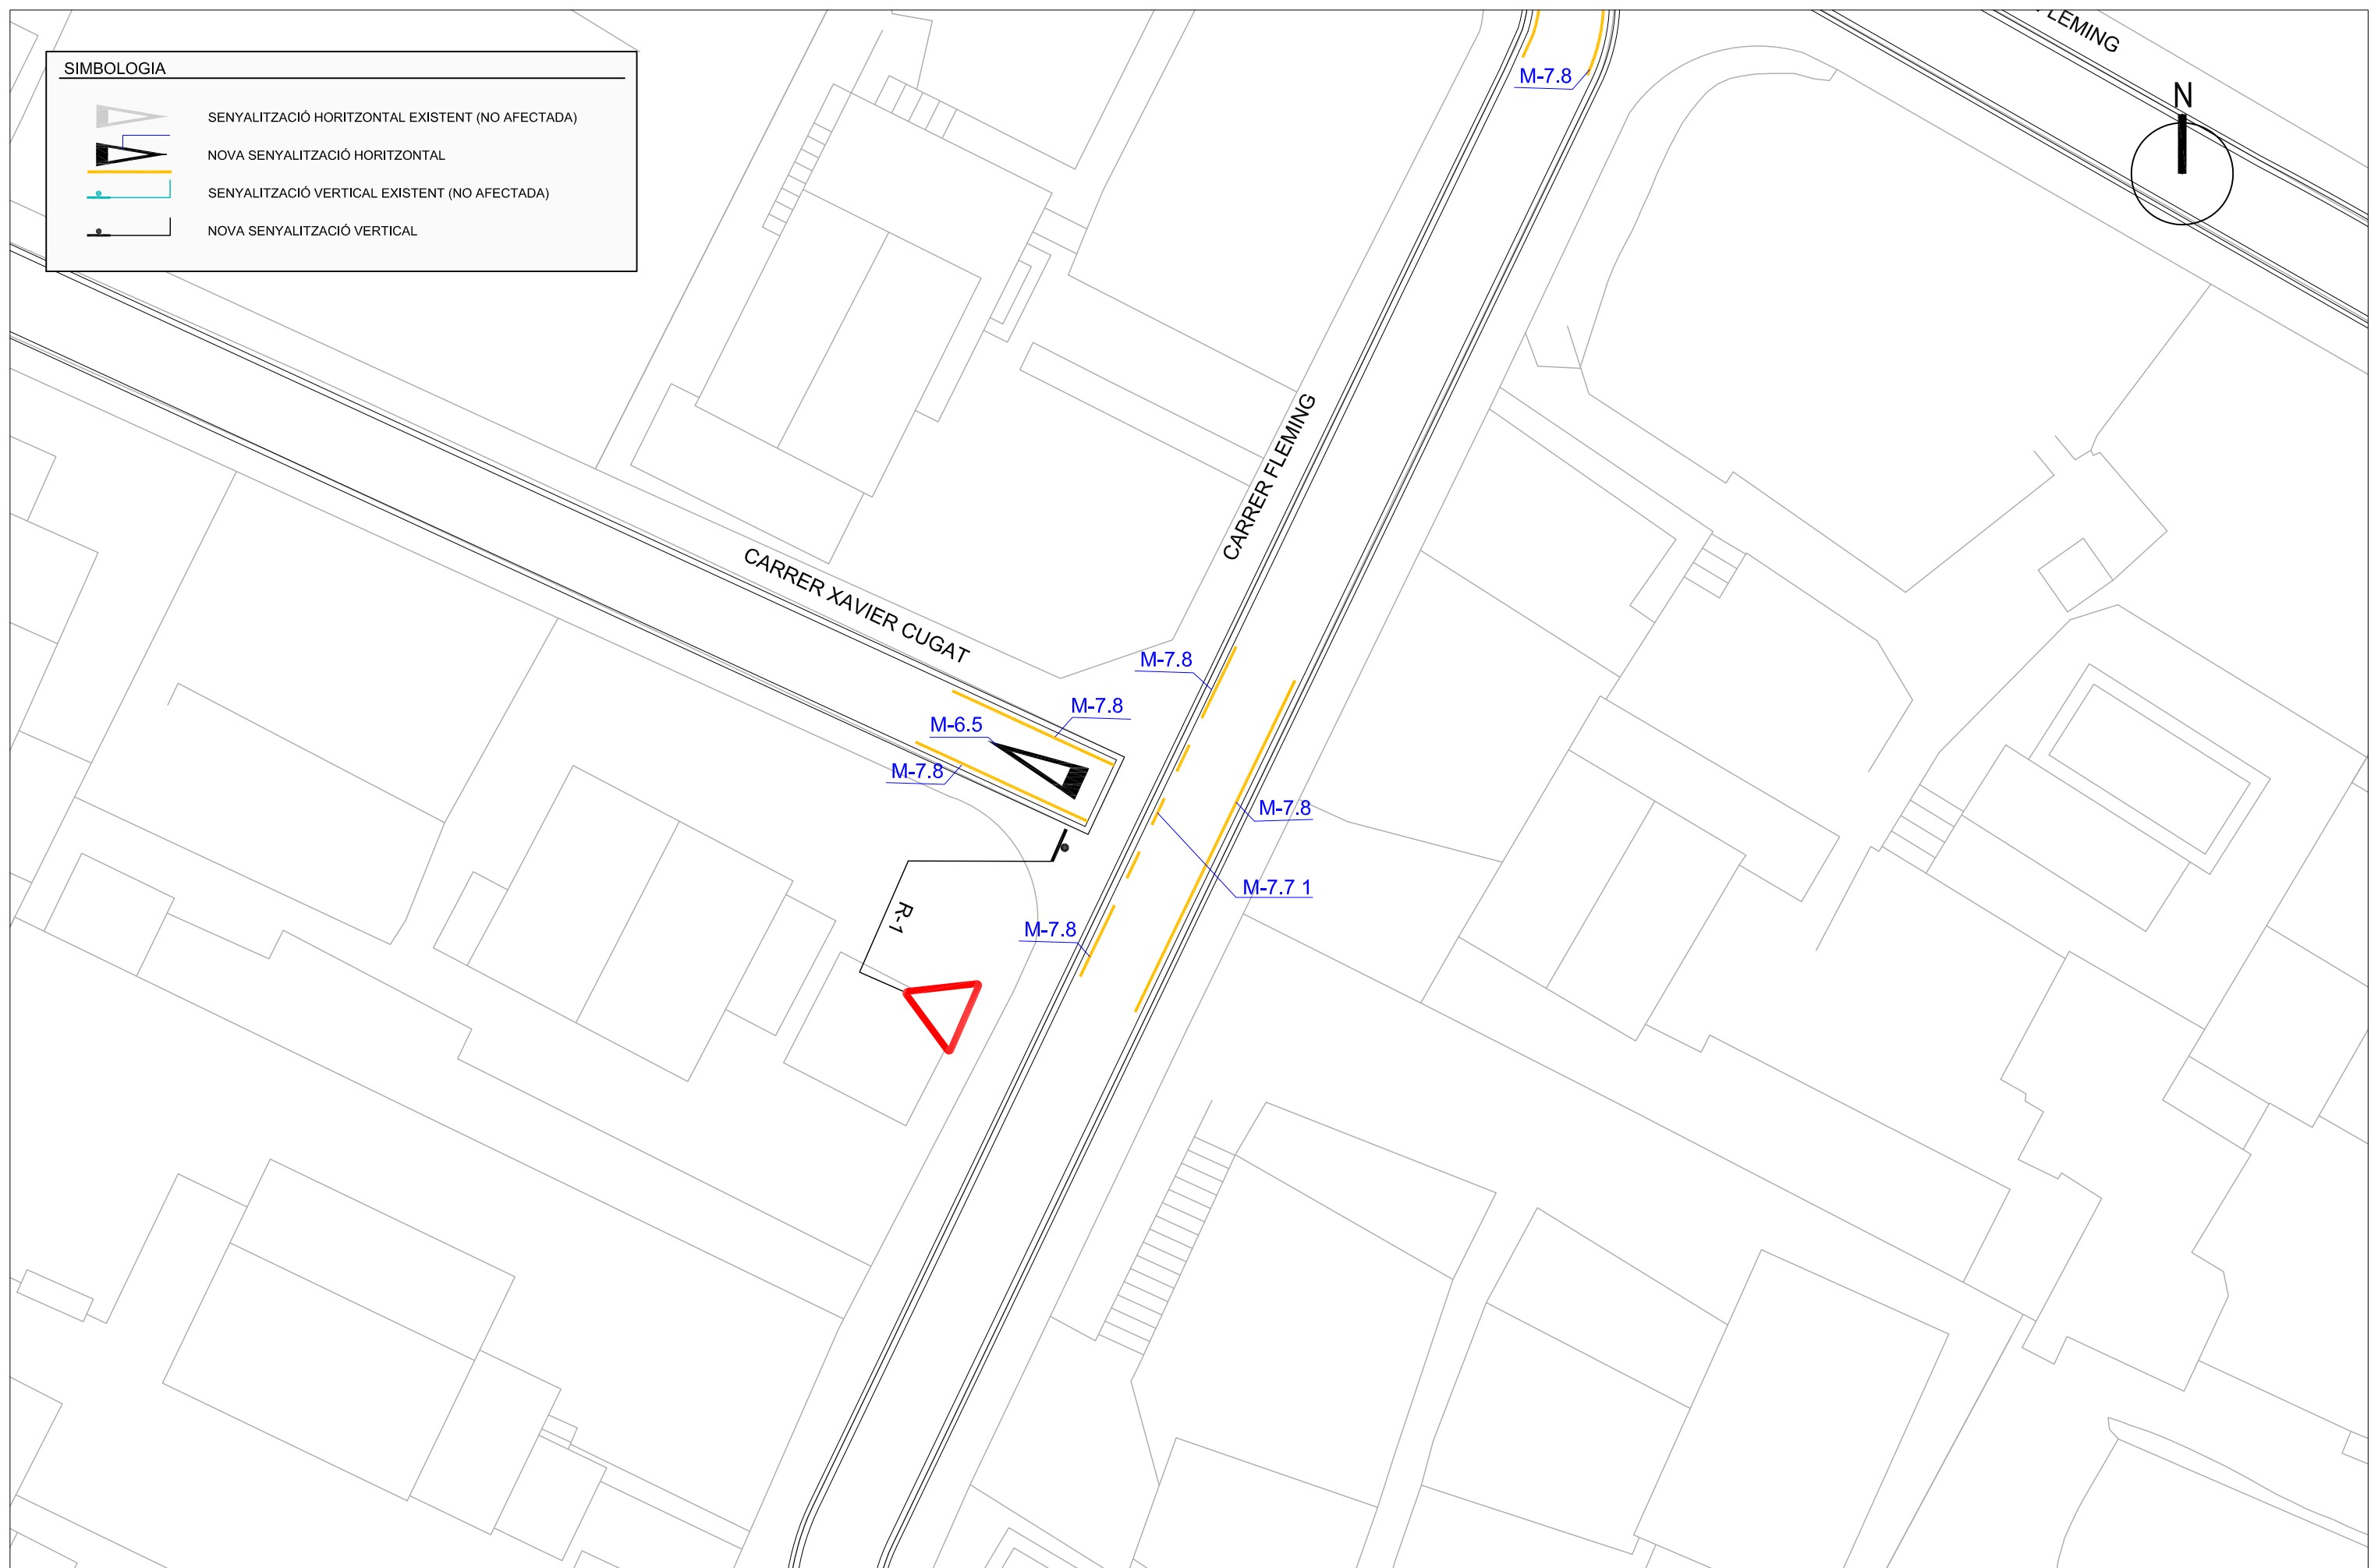 FLEMING
SIMBOLOGIA
M-7.8
N
SENYALITZACIÓ HORITZONTAL EXISTENT (NO AFECTADA)
NOVA SENYALITZACIÓ HORITZONTAL
SENYALITZACIÓ VERTICAL EXISTENT (NO AFECTADA)
NOVA SENYALITZACIÓ VERTICAL
CARRER FLEMING
CARRER XAVIER CUGAT
M-7.8
M-7.8
M-6.5
M-7.8
M-7.8
M-7.7 1
R-1
M-7.8